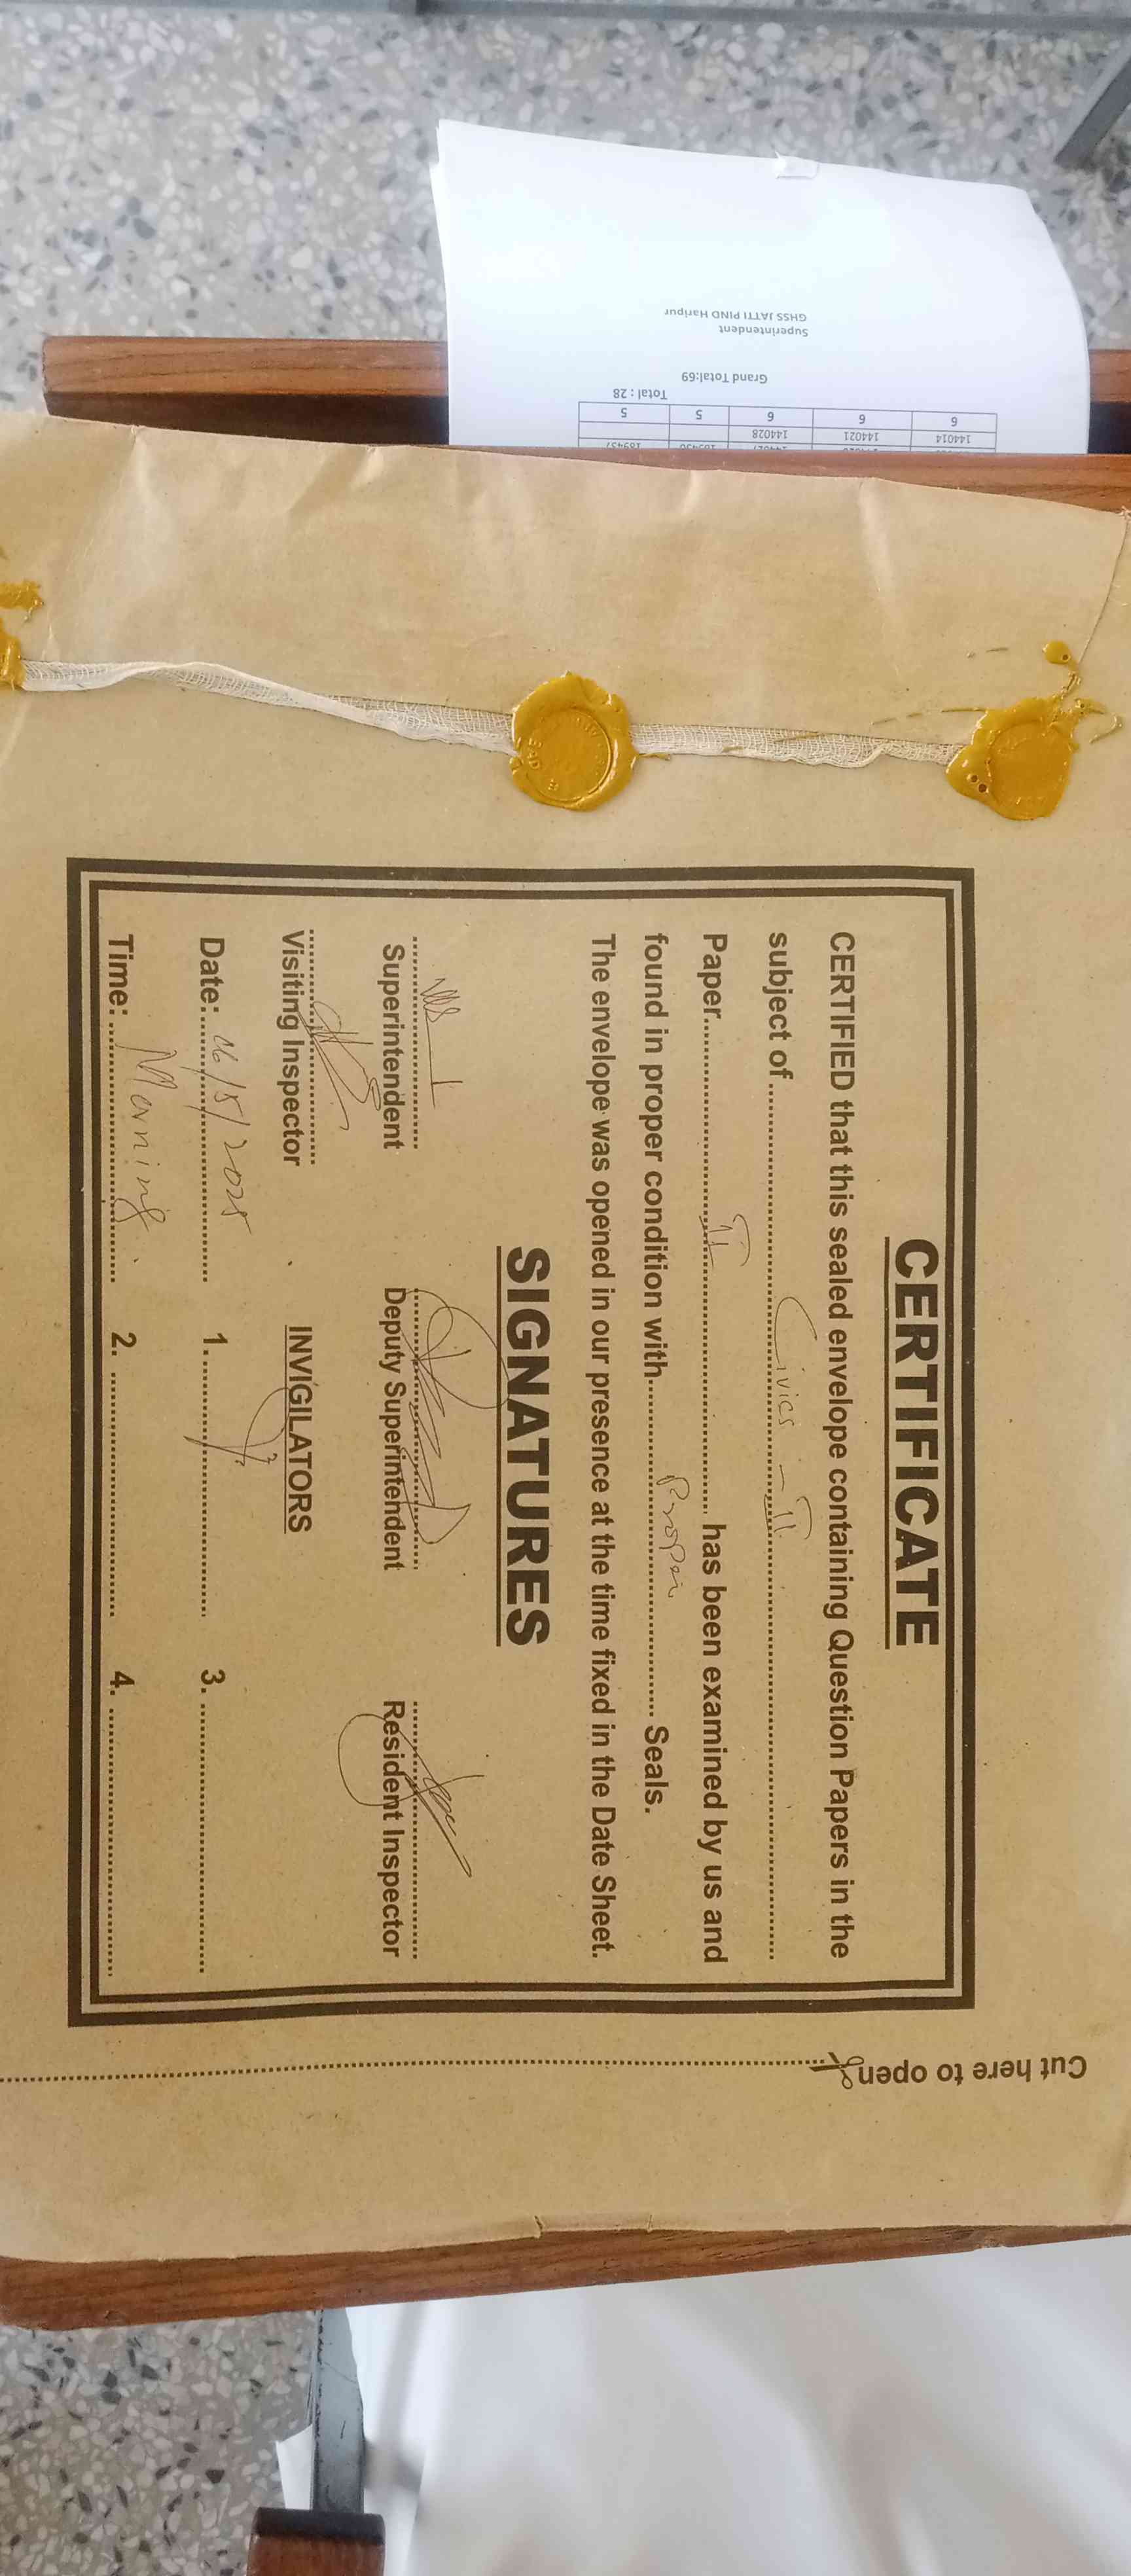 CERTIFICATE
CERTIFIED that this sealed envelope containing Question Papers in the
subject of Civics - II
Paper II has been examined by us and
found in proper condition with Proper Seals.
The envelope was opened in our presence at the time fixed in the Date Sheet.
SIGNATURES
Superintendent Deputy Superintendent Resident Inspector
Visiting Inspector INVIGILATORS
Date: /5/2025 1. 3.
Time: Morning. 2. 4.
Cut here to open
144014 144021 144028
6 6 6 5 5
Total : 28
Grand Total:69
Superintendent
GHSS JATTI PIND Haripur